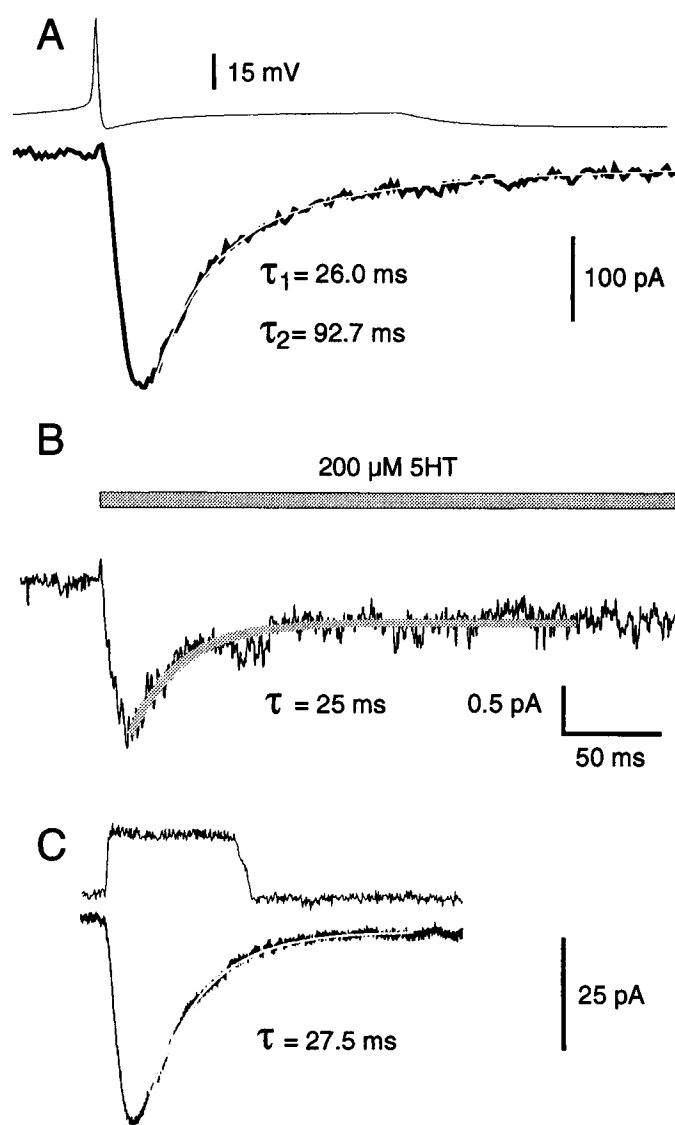 A
15 mV
τ1= 26.0 ms
100 pA
τ2= 92.7 ms
B
200 µM 5HT
τ = 25 ms
0.5 pA
50 ms
C
25 pA
τ = 27.5 ms